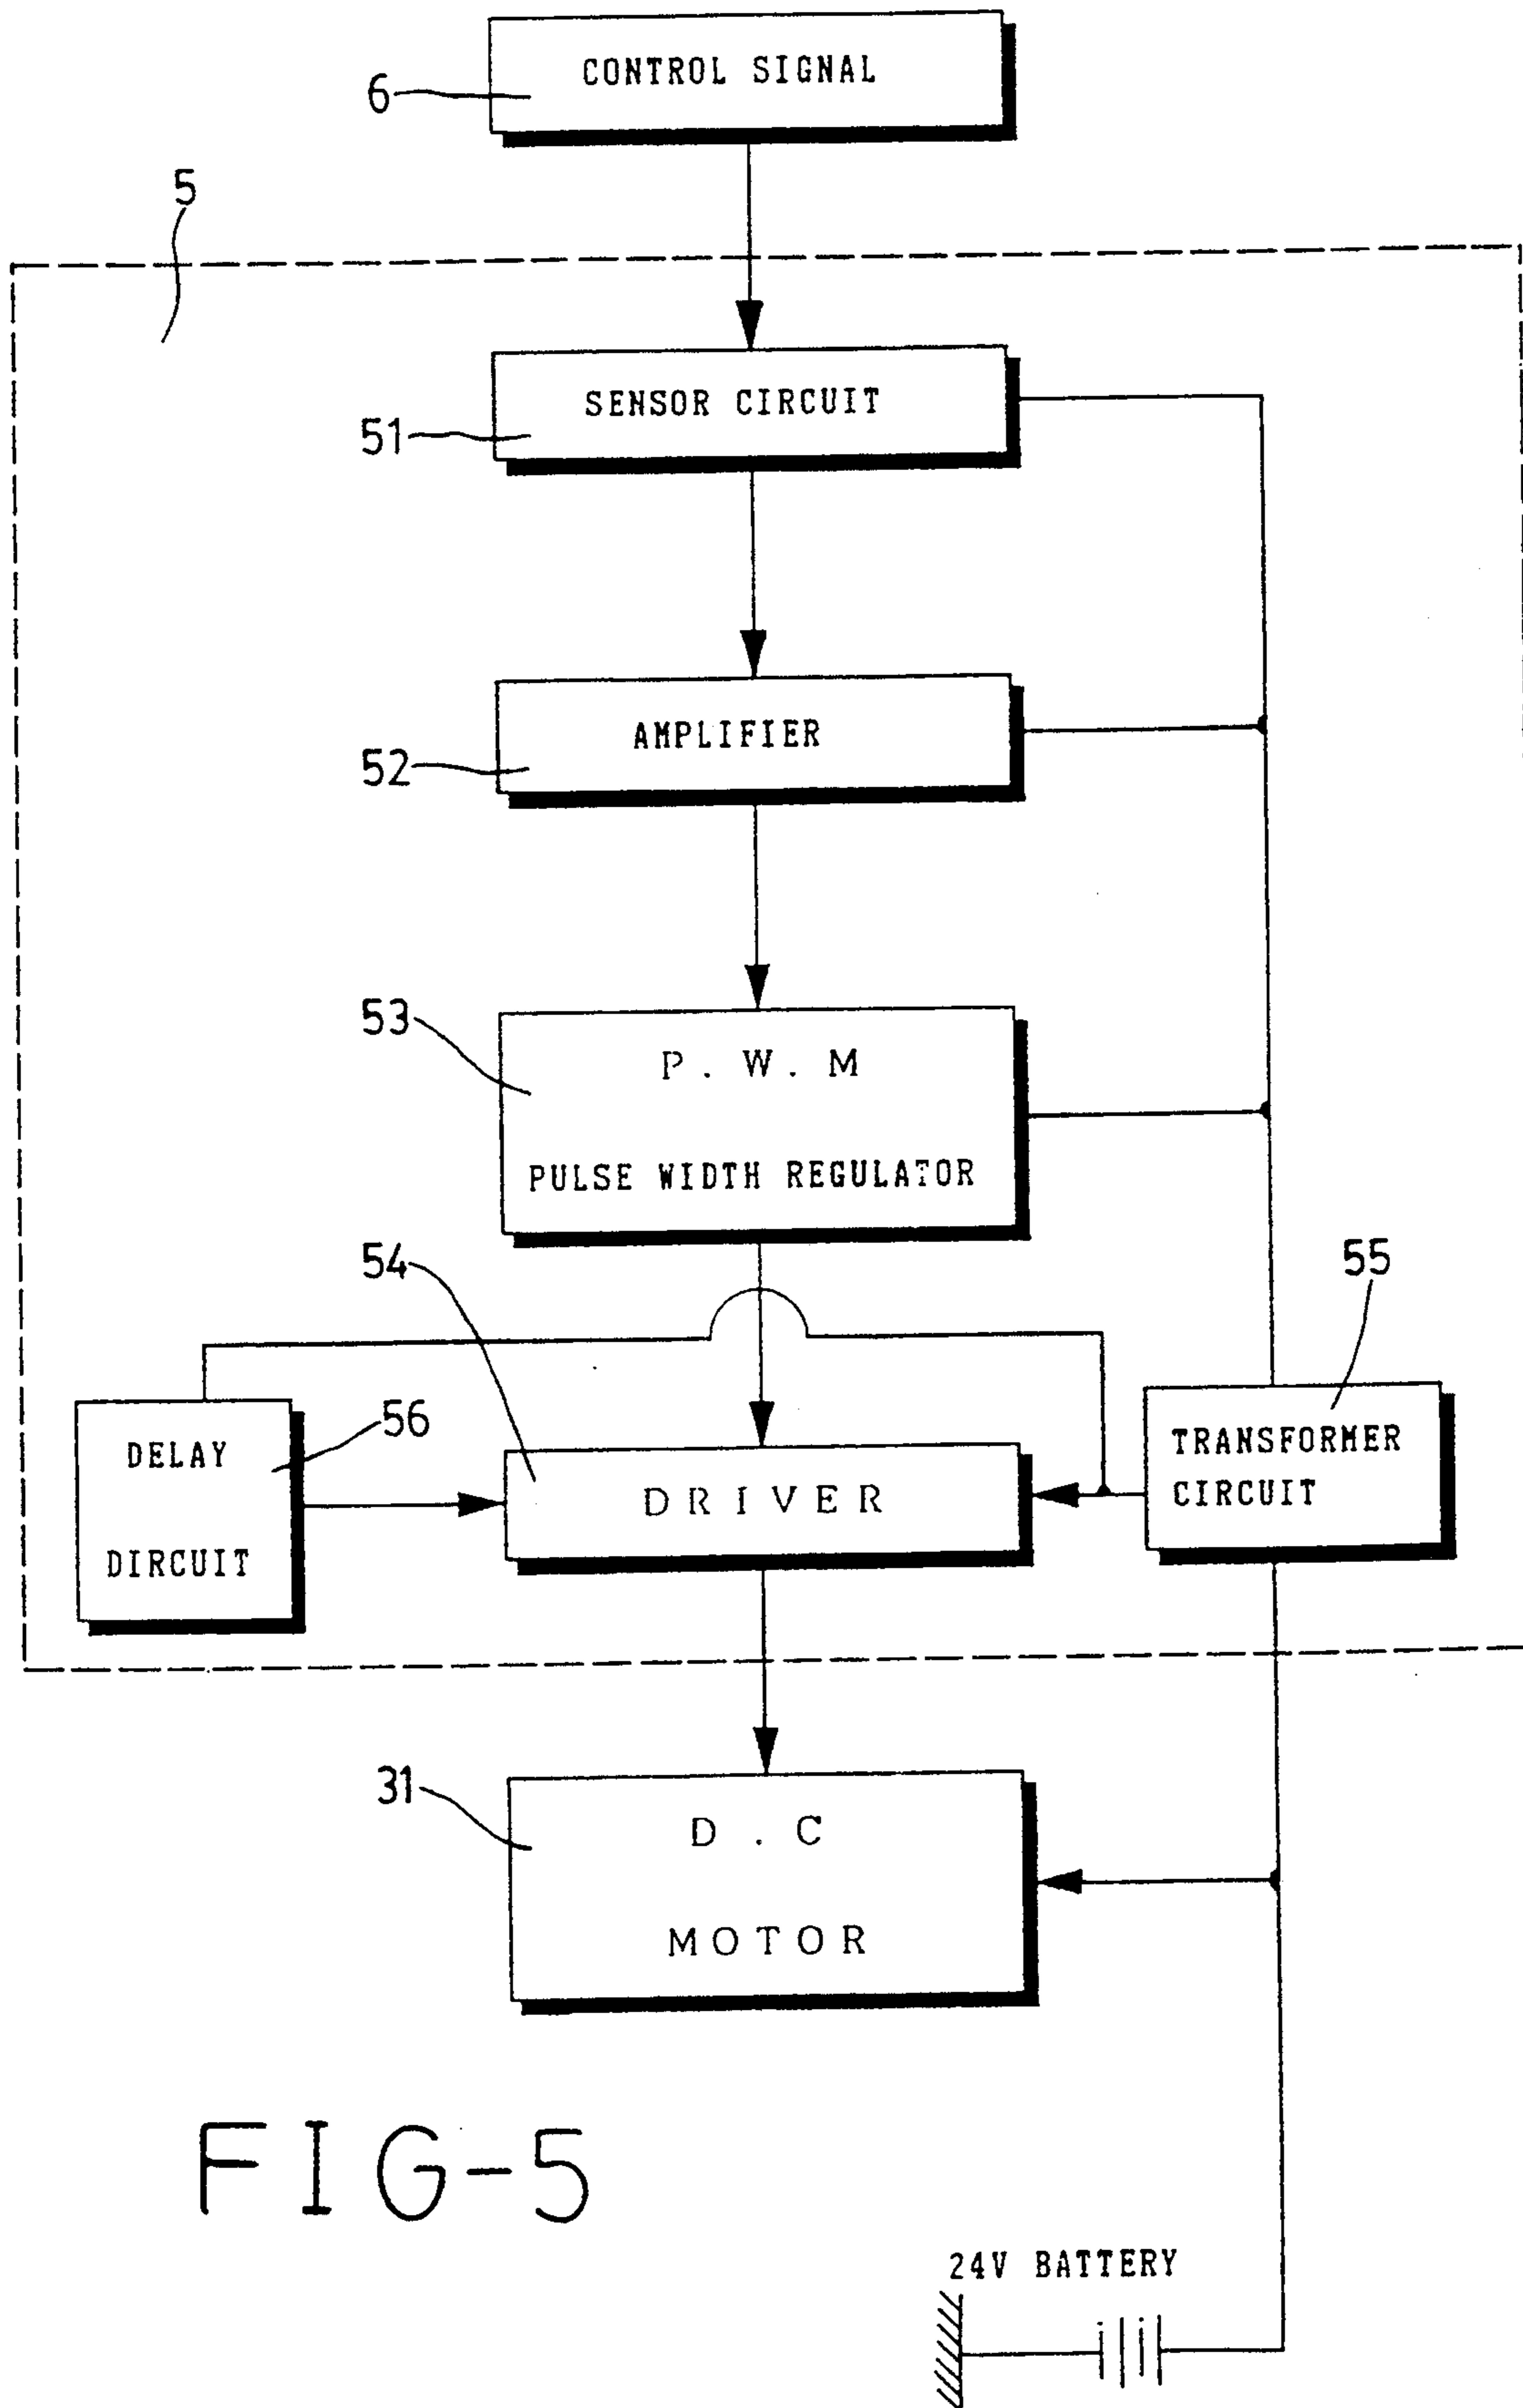 CONTROL SIGNAL
6
5
SENSOR CIRCUIT
51
AMPLIFIER
52
53
P. W. M
PULSE WIDTH REGULATOR
54
55
56
DELAY
DIRCUIT
DRIVER
TRANSFORMER
CIRCUIT
31
D . C
MOTOR
FIG-5
24V BATTERY